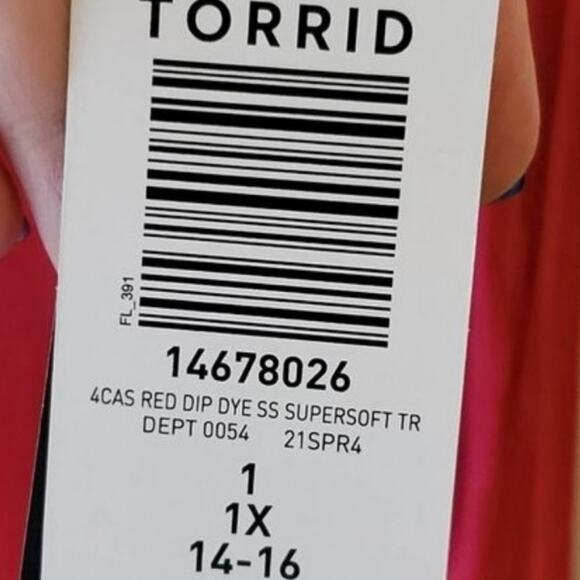 TORRID
FL_391
14678026
4CAS RED DIP DYE SS SUPERSOFT TR
DEPT 0054 21SPR4
1
1X
14-16